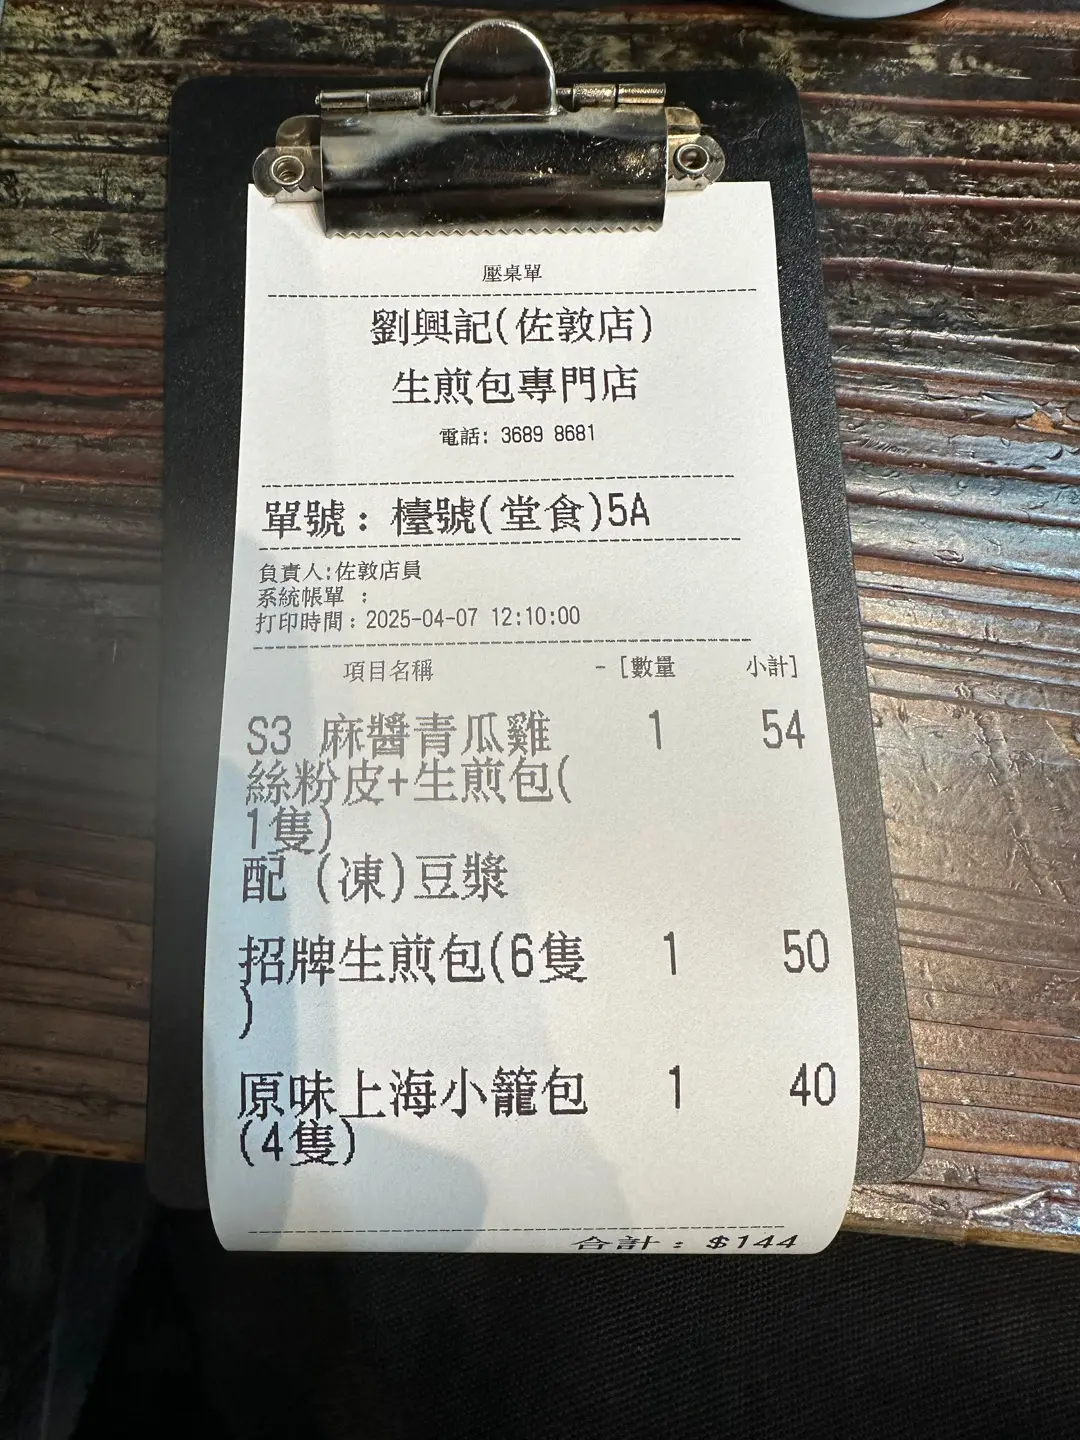 壓桌單
劉興記(佐敦店)
生煎包專門店
電話: 3689 8681
單號：檯號(堂食)5A
負責人:佐敦店員
系統帳單 ：
打印時間：2025-04-07 12:10:00
項目名稱 -[數量 小計]
S3 麻醬青瓜雞 1 54
絲粉皮+生煎包(
1隻)
配 (凍)豆漿
招牌生煎包(6隻 1 50
)
原味上海小籠包 1 40
(4隻)
合計：$144